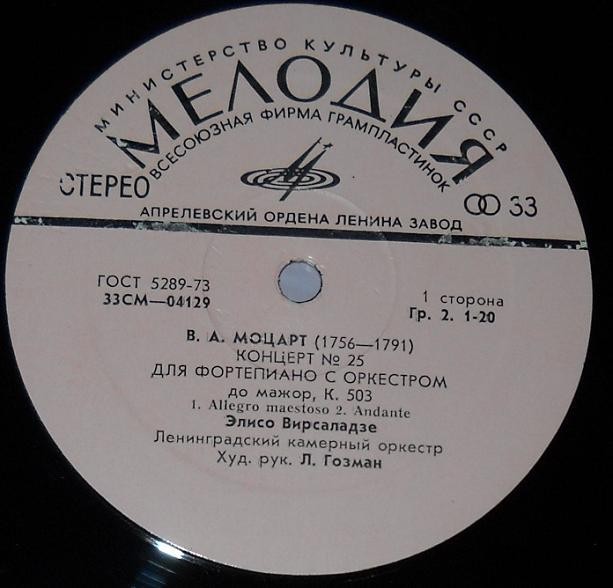 МИНИСТЕРСТВО КУЛЬТУРЫ СССР
МЕЛОДИЯ
ВСЕСОЮЗНАЯ ФИРМА ГРАМПЛАСТИНОК
СТЕРЕО
33
АПРЕЛЕВСКИЙ ОРДЕНА ЛЕНИНА ЗАВОД
ГОСТ 5289-73
33СМ—04129
1 сторона
Гр. 2. 1-20
В. А. МОЦАРТ (1756—1791)
КОНЦЕРТ № 25
ДЛЯ ФОРТЕПИАНО С ОРКЕСТРОМ
до мажор, К. 503
1. Allegro maestoso 2. Andante
Элисо Вирсаладзе
Ленинградский камерный оркестр
Худ. рук. Л. Гозман